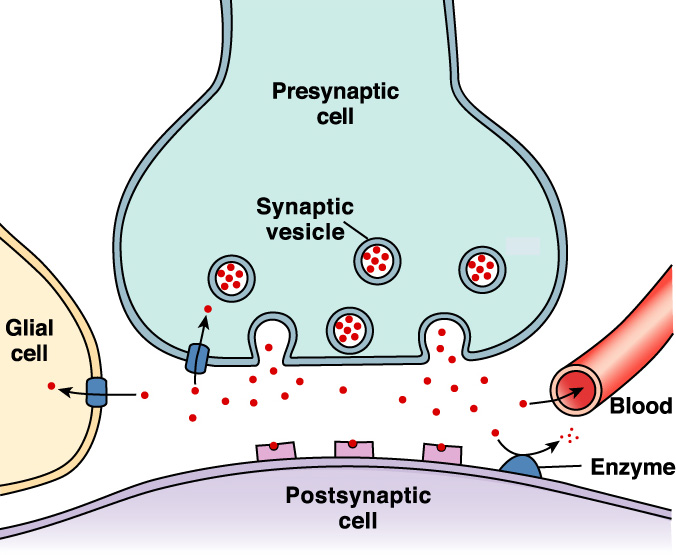 Presynaptic
cell
Synaptic
vesicle
Glial
cell
Blood
Enzyme
Postsynaptic
cell